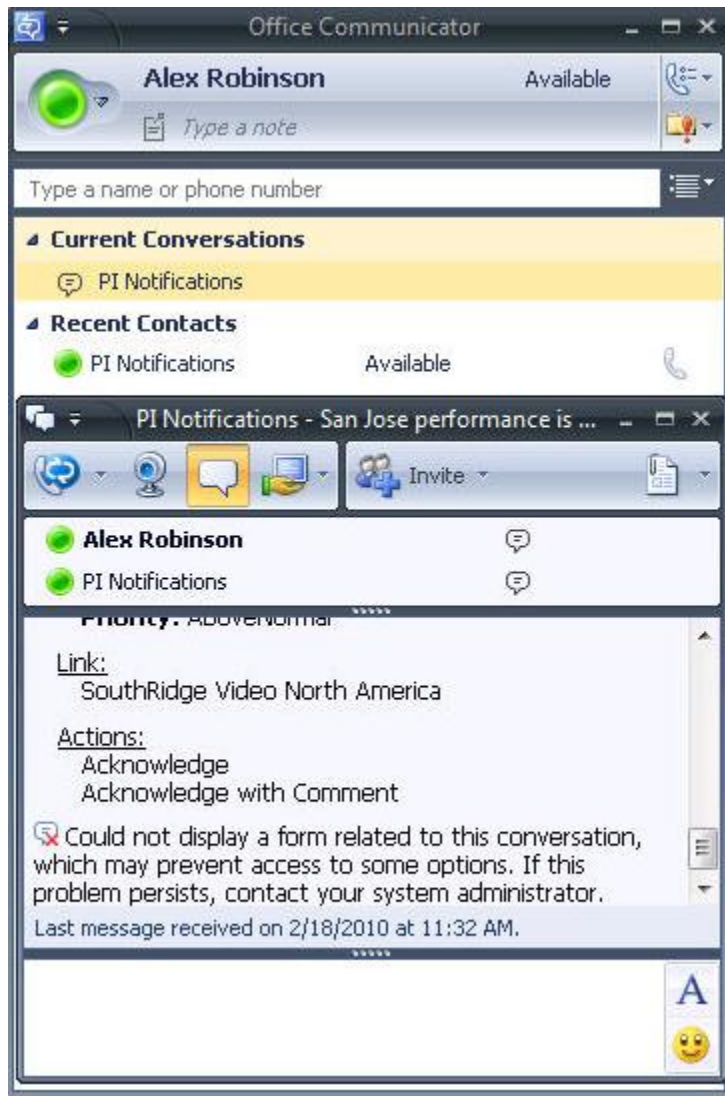 Office Communicator
Alex Robinson Available
Type a note
Type a name or phone number
Current Conversations
PI Notifications
Recent Contacts
PI Notifications Available
PI Notifications - San Jose performance is ...
Invite
Alex Robinson
PI Notifications
Priority: AboveNormal
Link:
SouthRidge Video North America
Actions:
Acknowledge
Acknowledge with Comment
Could not display a form related to this conversation,
which may prevent access to some options. If this
problem persists, contact your system administrator.
Last message received on 2/18/2010 at 11:32 AM.
A